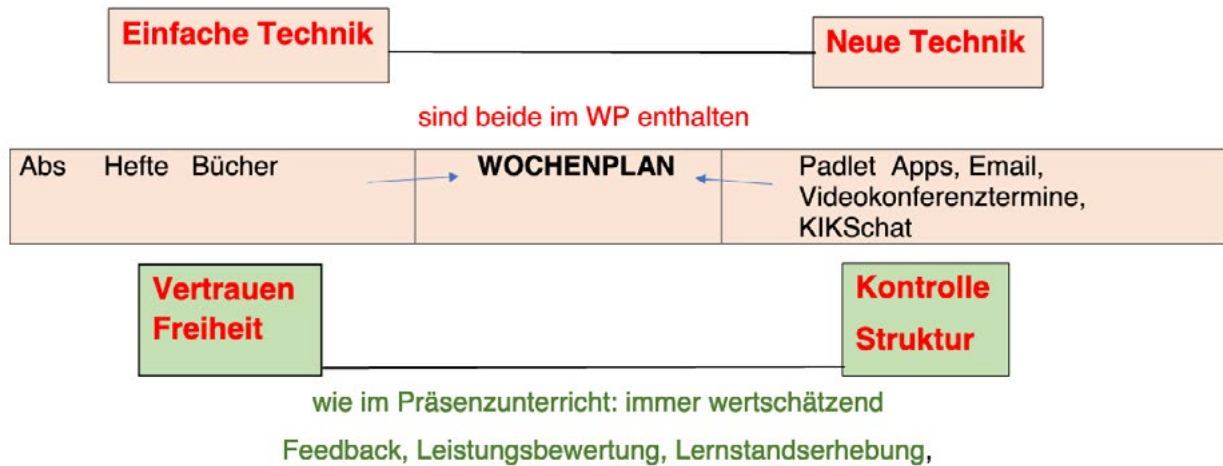 Einfache Technik
Neue Technik
sind beide im WP enthalten
Abs Hefte Bücher
WOCHENPLAN
Padlet Apps, Email,
Videokonferenztermine,
KIKSchat
Vertrauen
Freiheit
Kontrolle
Struktur
wie im Präsenzunterricht: immer wertschätzend
Feedback, Leistungsbewertung, Lernstandserhebung,